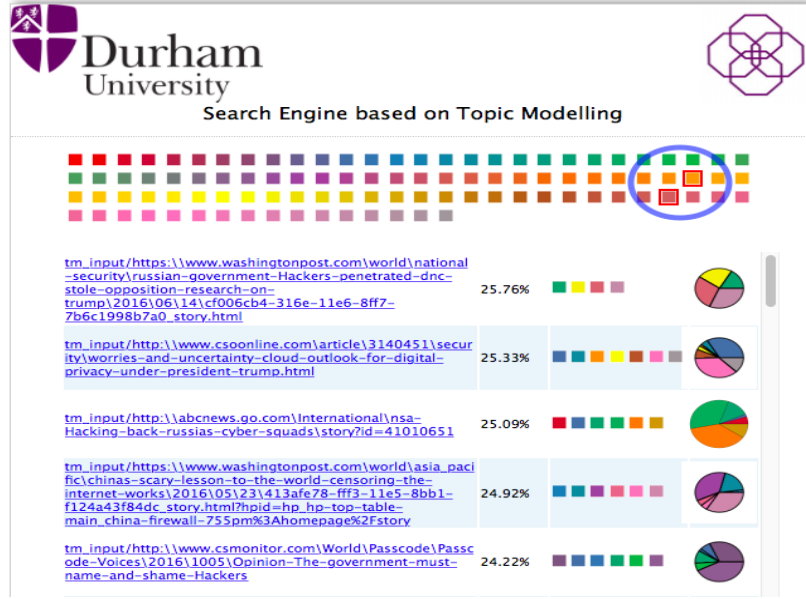 Durham
University
Search Engine based on Topic Modelling
tm_input/https:\\www.washingtonpost.com\world\national
-security\russian-government-Hackers-penetrated-dnc-
stole-opposition-research-on-
trump\2016\06\14\cf006cb4-316e-11e6-8ff7-
7b6c1998b7a0_story.html
25.76%
tm_input/http:\\www.csoonline.com\article\3140451\secur
ity\worries-and-uncertainty-cloud-outlook-for-digital-
privacy-under-president-trump.html
25.33%
tm_input/http:\\abcnews.go.com\International\nsa-
Hacking-back-russias-cyber-squads\story?id=41010651
25.09%
tm_input/https:\\www.washingtonpost.com\world\asia_paci
fic\chinas-scary-lesson-to-the-world-censoring-the-
internet-works\2016\05\23\413afe78-fff3-11e5-8bb1-
f124a43f84dc_story.html?hpid=hp_hp-top-table-
main_china-firewall-755pm%3Ahomepage%2Fstory
24.92%
tm_input/http:\\www.csmonitor.com\World\Passcode\Passc
ode-Voices\2016\1005\Opinion-The-government-must-
name-and-shame-Hackers
24.22%